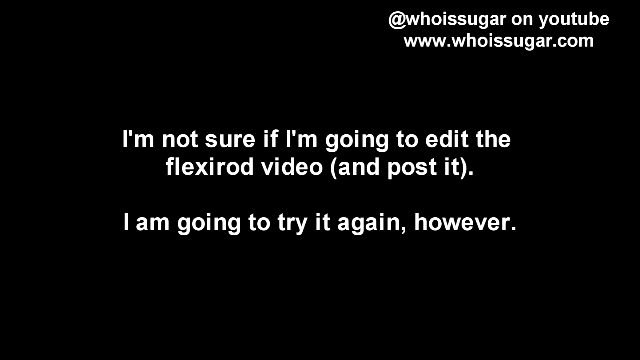 @whoissugar on youtube
www.whoissugar.com
I'm not sure if I'm going to edit the
flexirod video (and post it).
I am going to try it again, however.